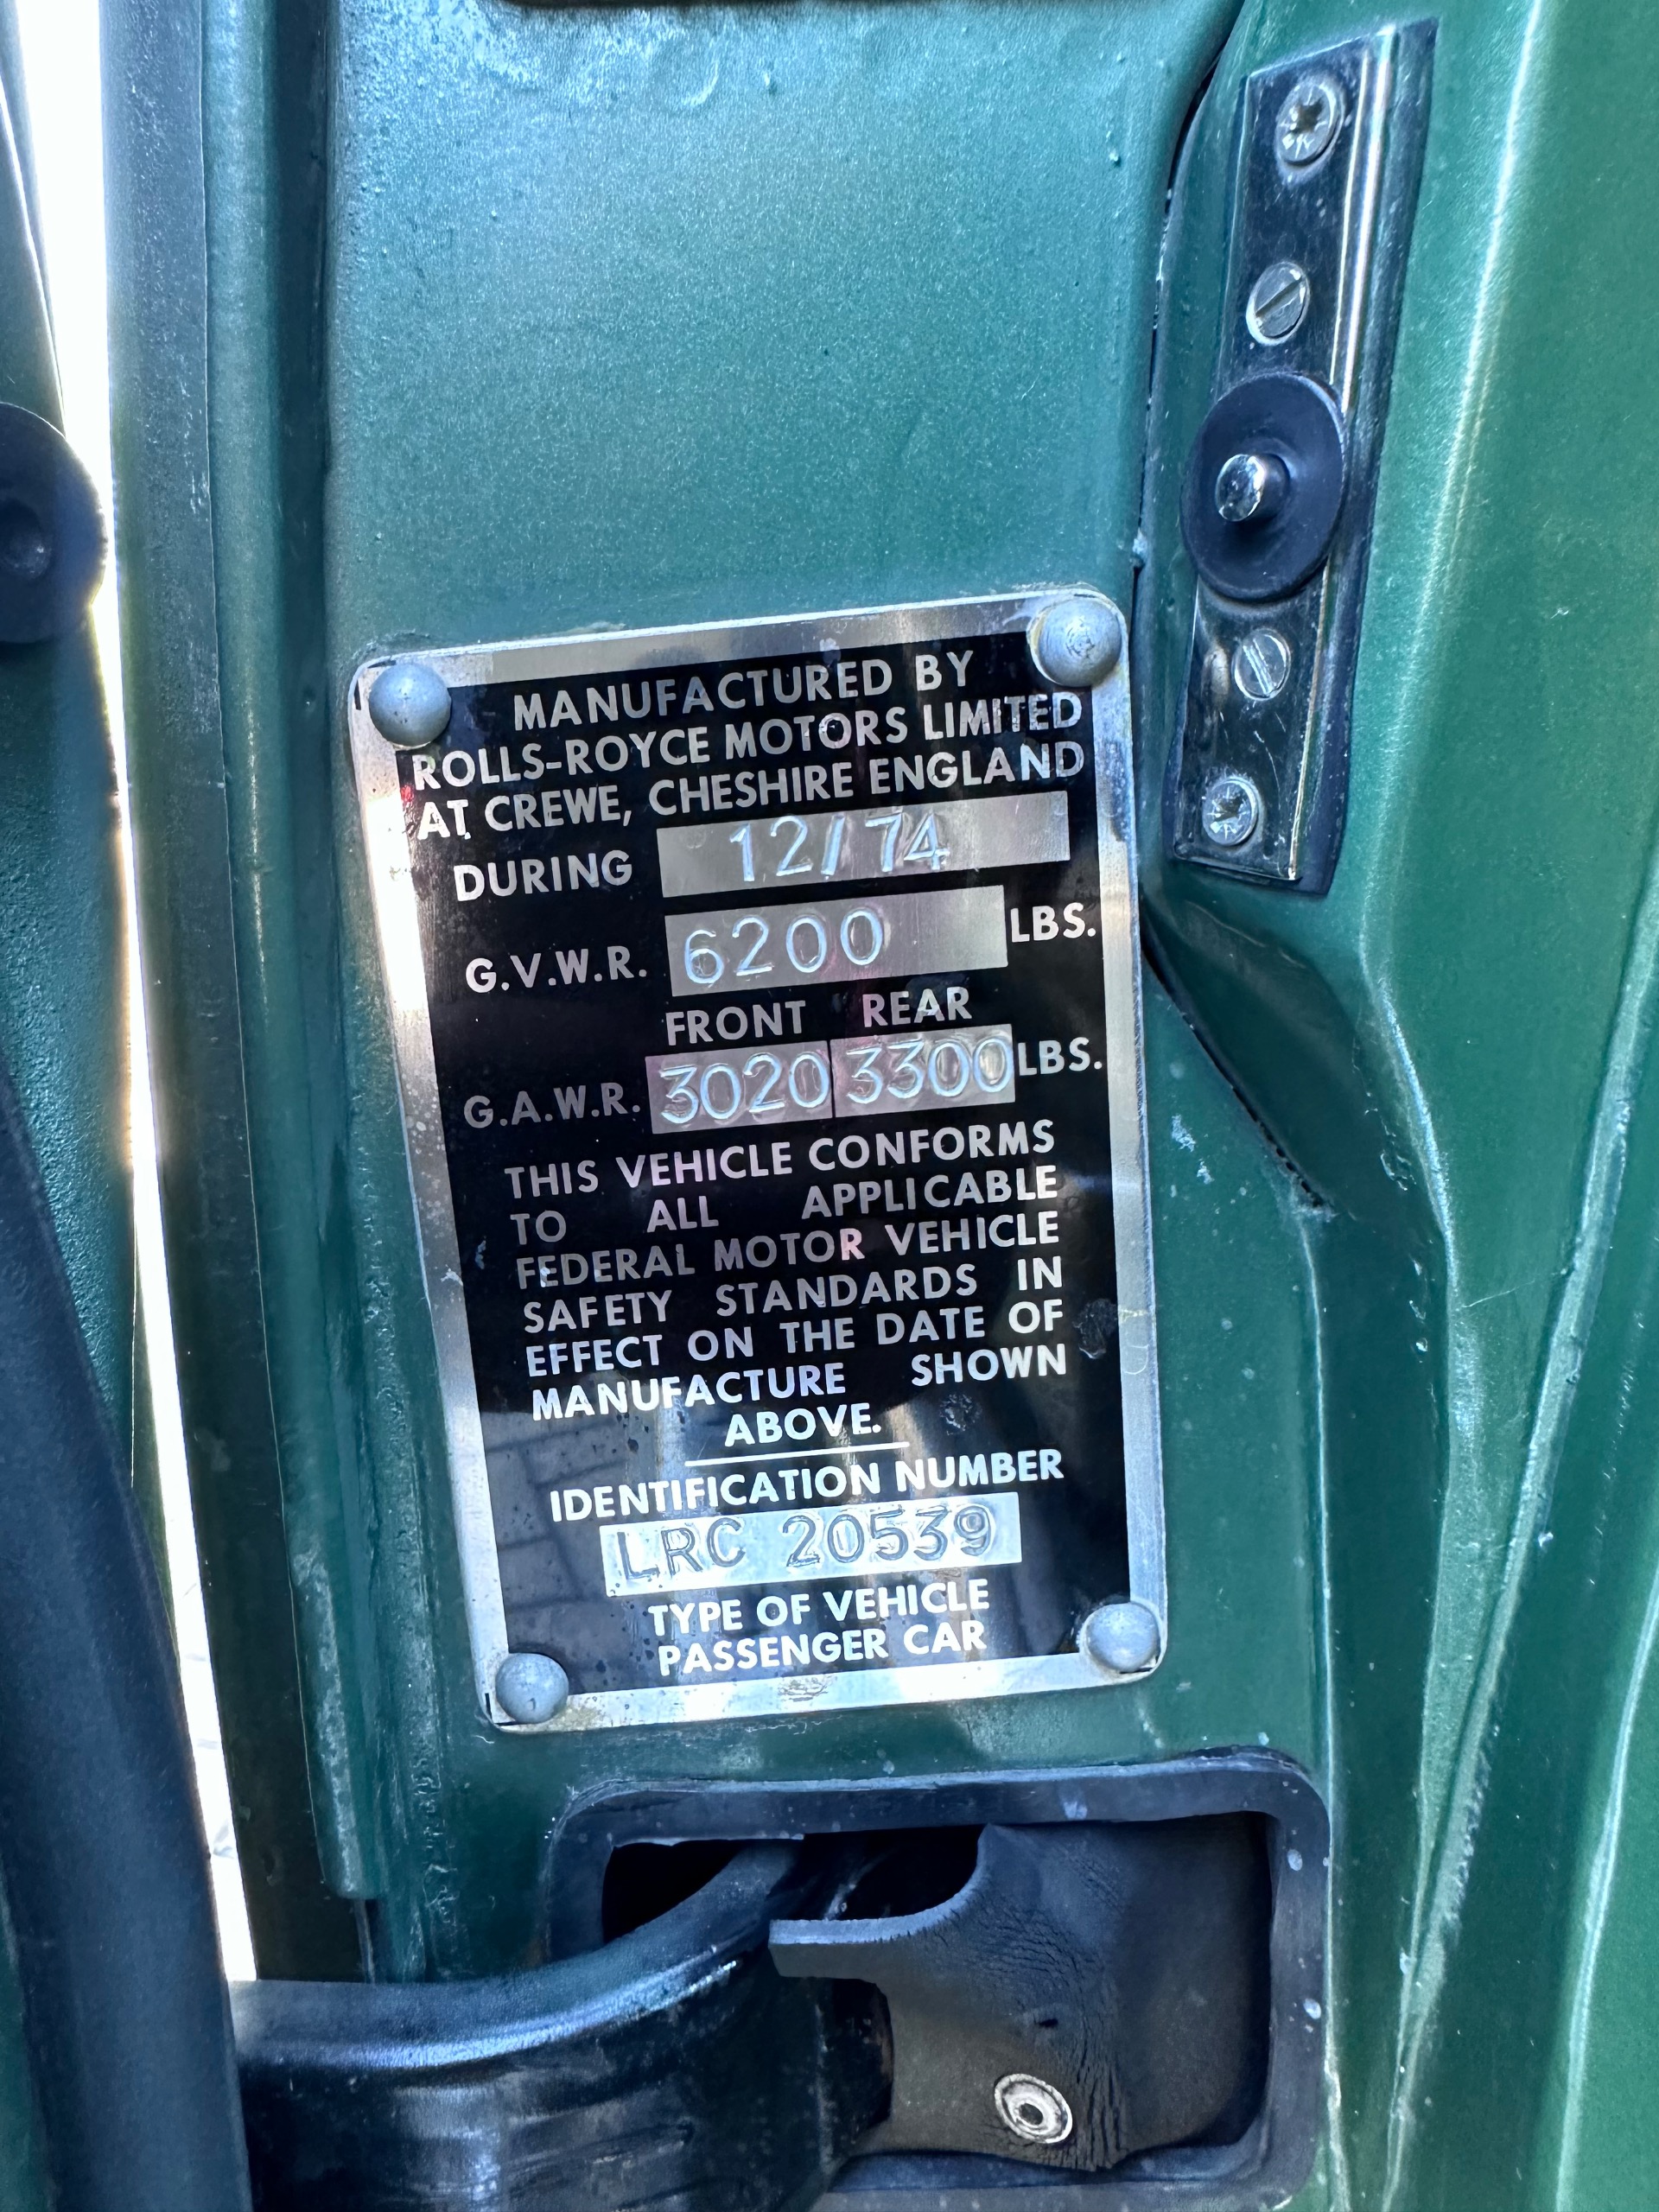 MANUFACTURED BY
ROLLS-ROYCE MOTORS LIMITED
AT CREWE, CHESHIRE ENGLAND
DURING 12/74
G.V.W.R. 6200 LBS.
FRONT REAR
G.A.W.R. 3020 3300 LBS.
THIS VEHICLE CONFORMS
TO ALL APPLICABLE
FEDERAL MOTOR VEHICLE
SAFETY STANDARDS IN
EFFECT ON THE DATE OF
MANUFACTURE SHOWN
ABOVE.
IDENTIFICATION NUMBER
LRC 20539
TYPE OF VEHICLE
PASSENGER CAR